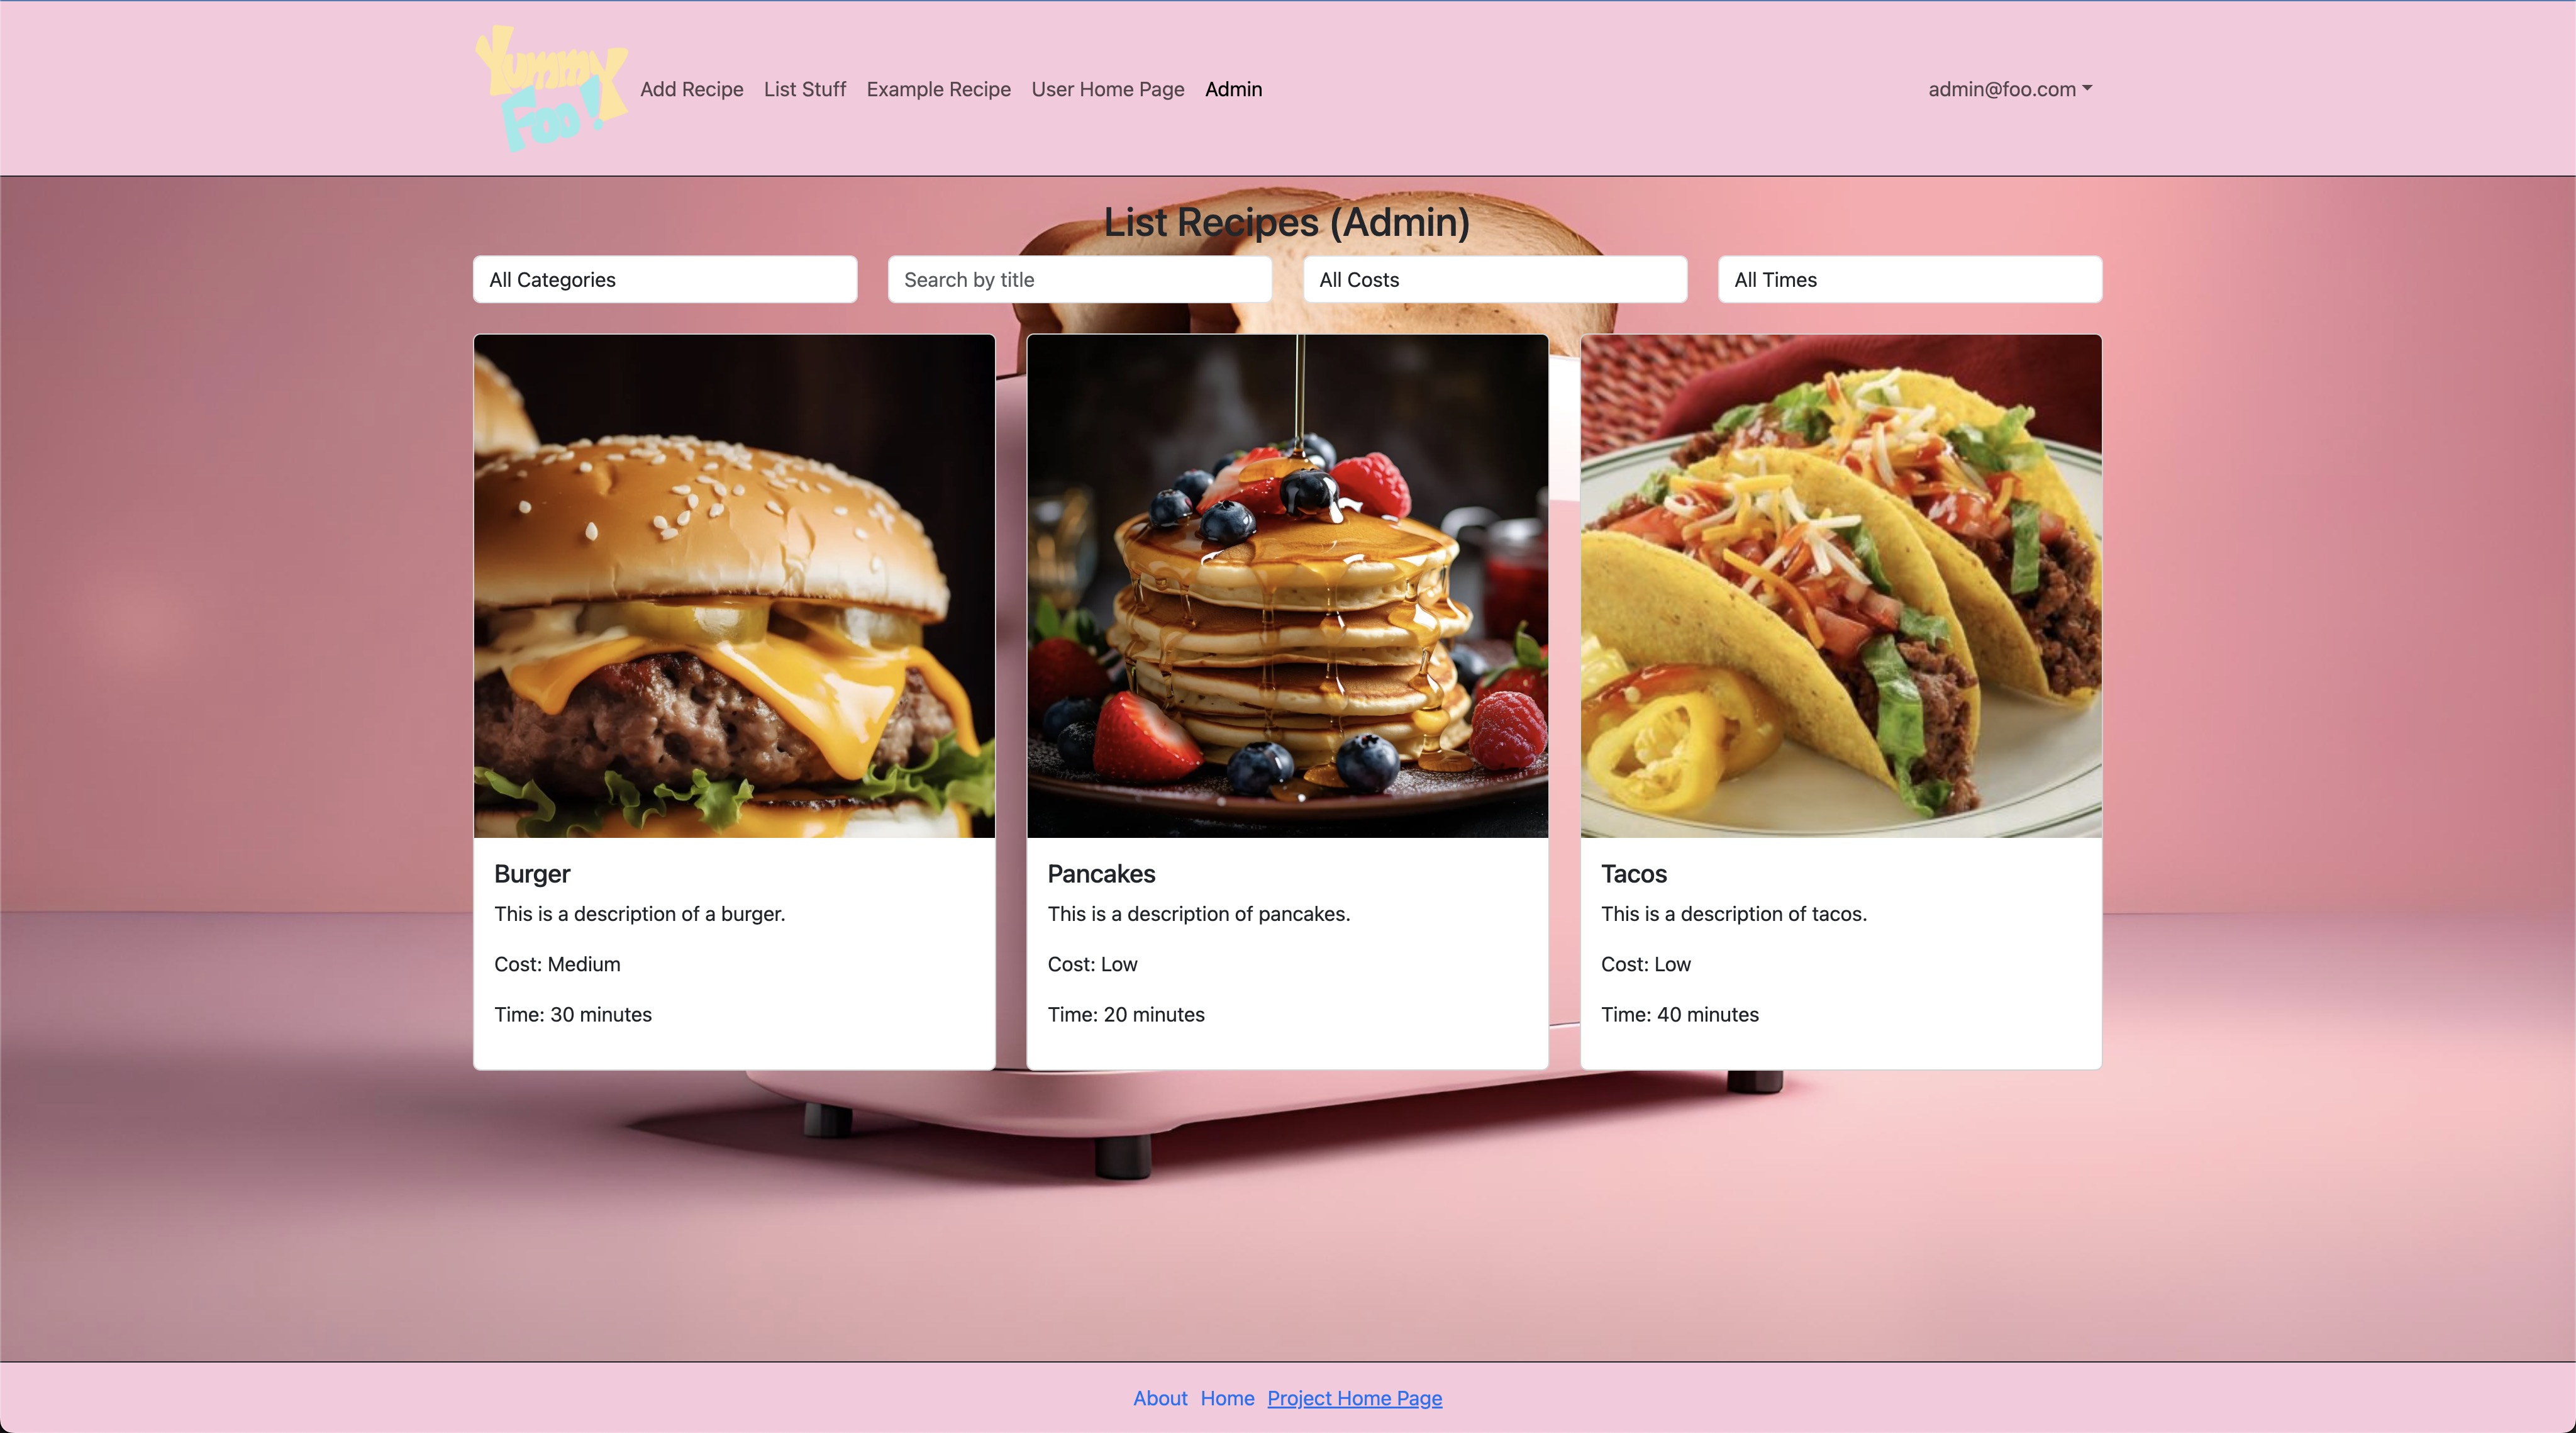 Yummy
Foo!
Add Recipe List Stuff Example Recipe User Home Page Admin
admin@foo.com
List Recipes (Admin)
All Categories
Search by title
All Costs
All Times
Burger
This is a description of a burger.
Cost: Medium
Time: 30 minutes
Pancakes
This is a description of pancakes.
Cost: Low
Time: 20 minutes
Tacos
This is a description of tacos.
Cost: Low
Time: 40 minutes
About Home Project Home Page